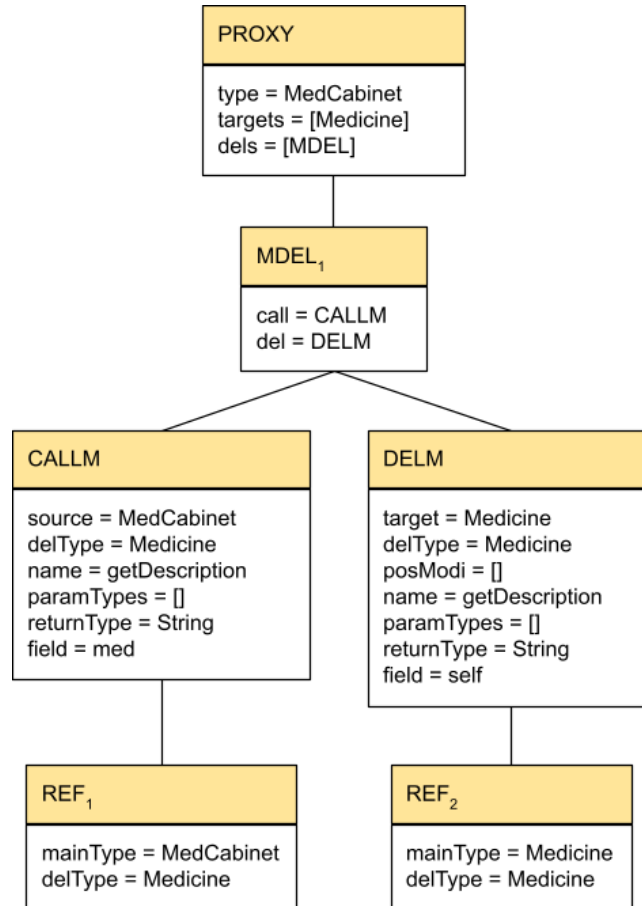 PROXY
type = MedCabinet
targets = [Medicine]
dels = [MDEL]
MDEL₁
call = CALLM
del = DELM
CALLM
source = MedCabinet
delType = Medicine
name = getDescription
paramTypes = []
returnType = String
field = med
DELM
target = Medicine
delType = Medicine
posModi = []
name = getDescription
paramTypes = []
returnType = String
field = self
REF₁
mainType = MedCabinet
delType = Medicine
REF₂
mainType = Medicine
delType = Medicine